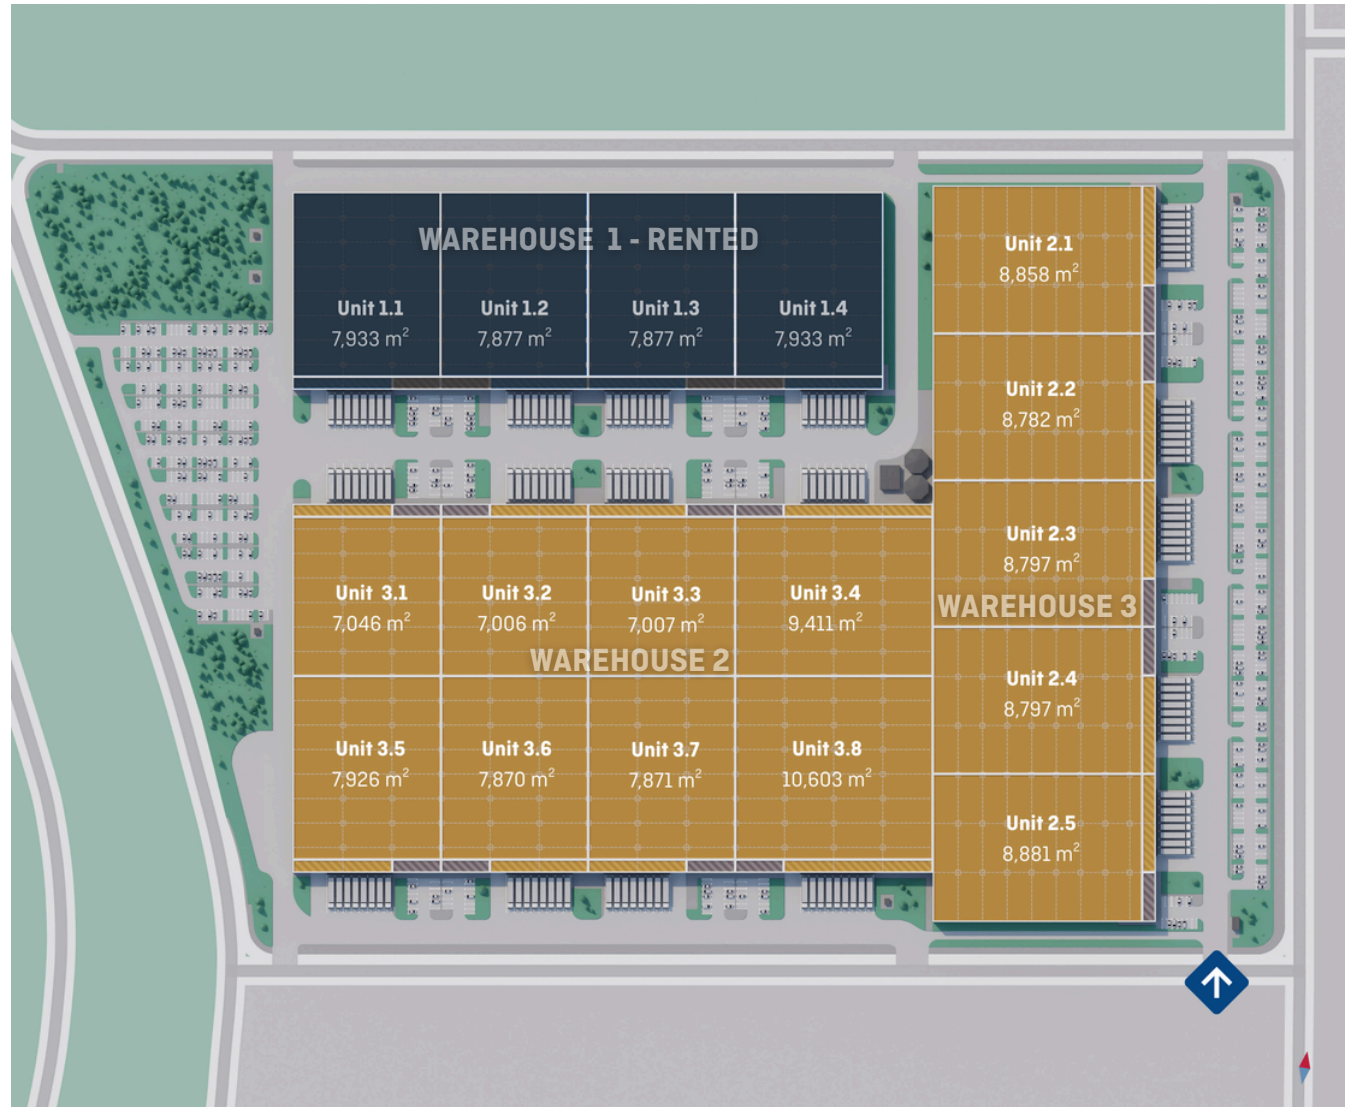 WAREHOUSE 1 - RENTED
Unit 1.1
7,933 m²
Unit 1.2
7,877 m²
Unit 1.3
7,877 m²
Unit 1.4
7,933 m²
Unit 2.1
8,858 m²
Unit 2.2
8,782 m²
Unit 2.3
8,797 m²
WAREHOUSE 3
Unit 2.4
8,797 m²
Unit 2.5
8,881 m²
Unit 3.1
7,046 m²
Unit 3.2
7,006 m²
Unit 3.3
7,007 m²
Unit 3.4
9,411 m²
WAREHOUSE 2
Unit 3.5
7,926 m²
Unit 3.6
7,870 m²
Unit 3.7
7,871 m²
Unit 3.8
10,603 m²